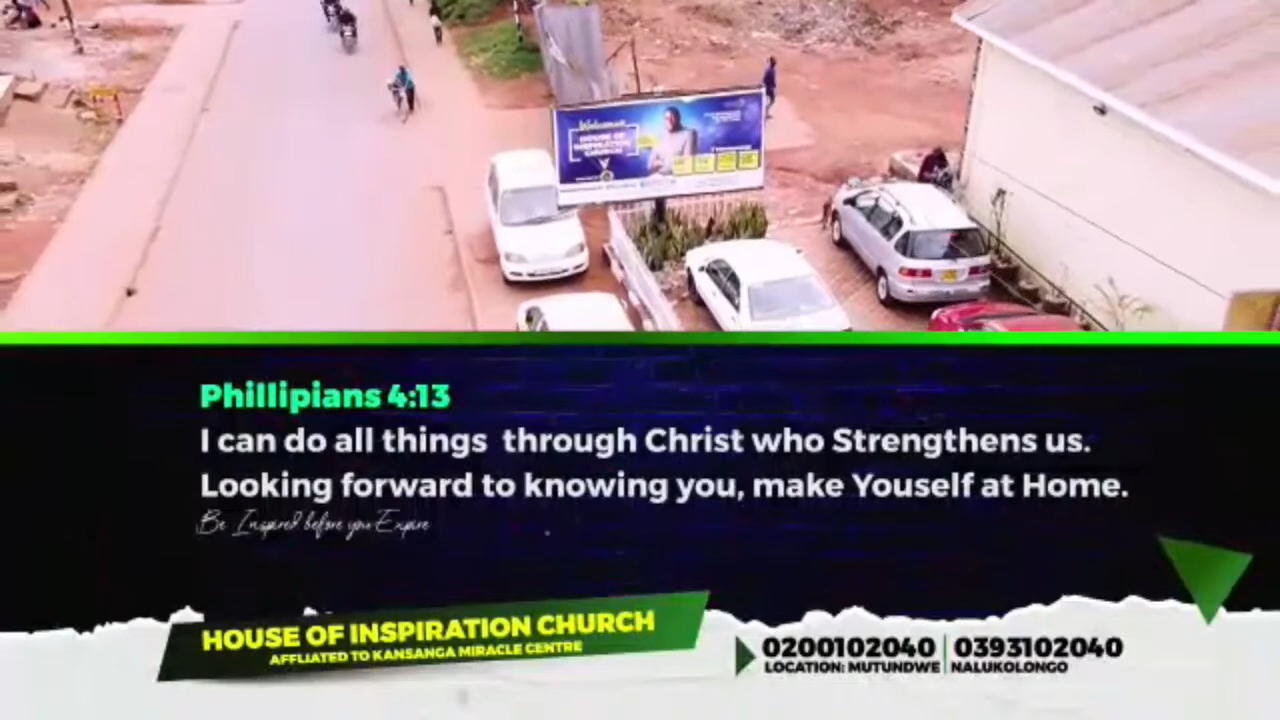 Welcome
HOUSE OF
INSPIRATION
CHURCH
Phillipians 4:13
I can do all things through Christ who Strengthens us.
Looking forward to knowing you, make Youself at Home.
Be Inspired before you Expire
HOUSE OF INSPIRATION CHURCH
AFFLIATED TO KANSANGA MIRACLE CENTRE
0200102040 | 0393102040
LOCATION: MUTUNDWE | NALUKOLONGO